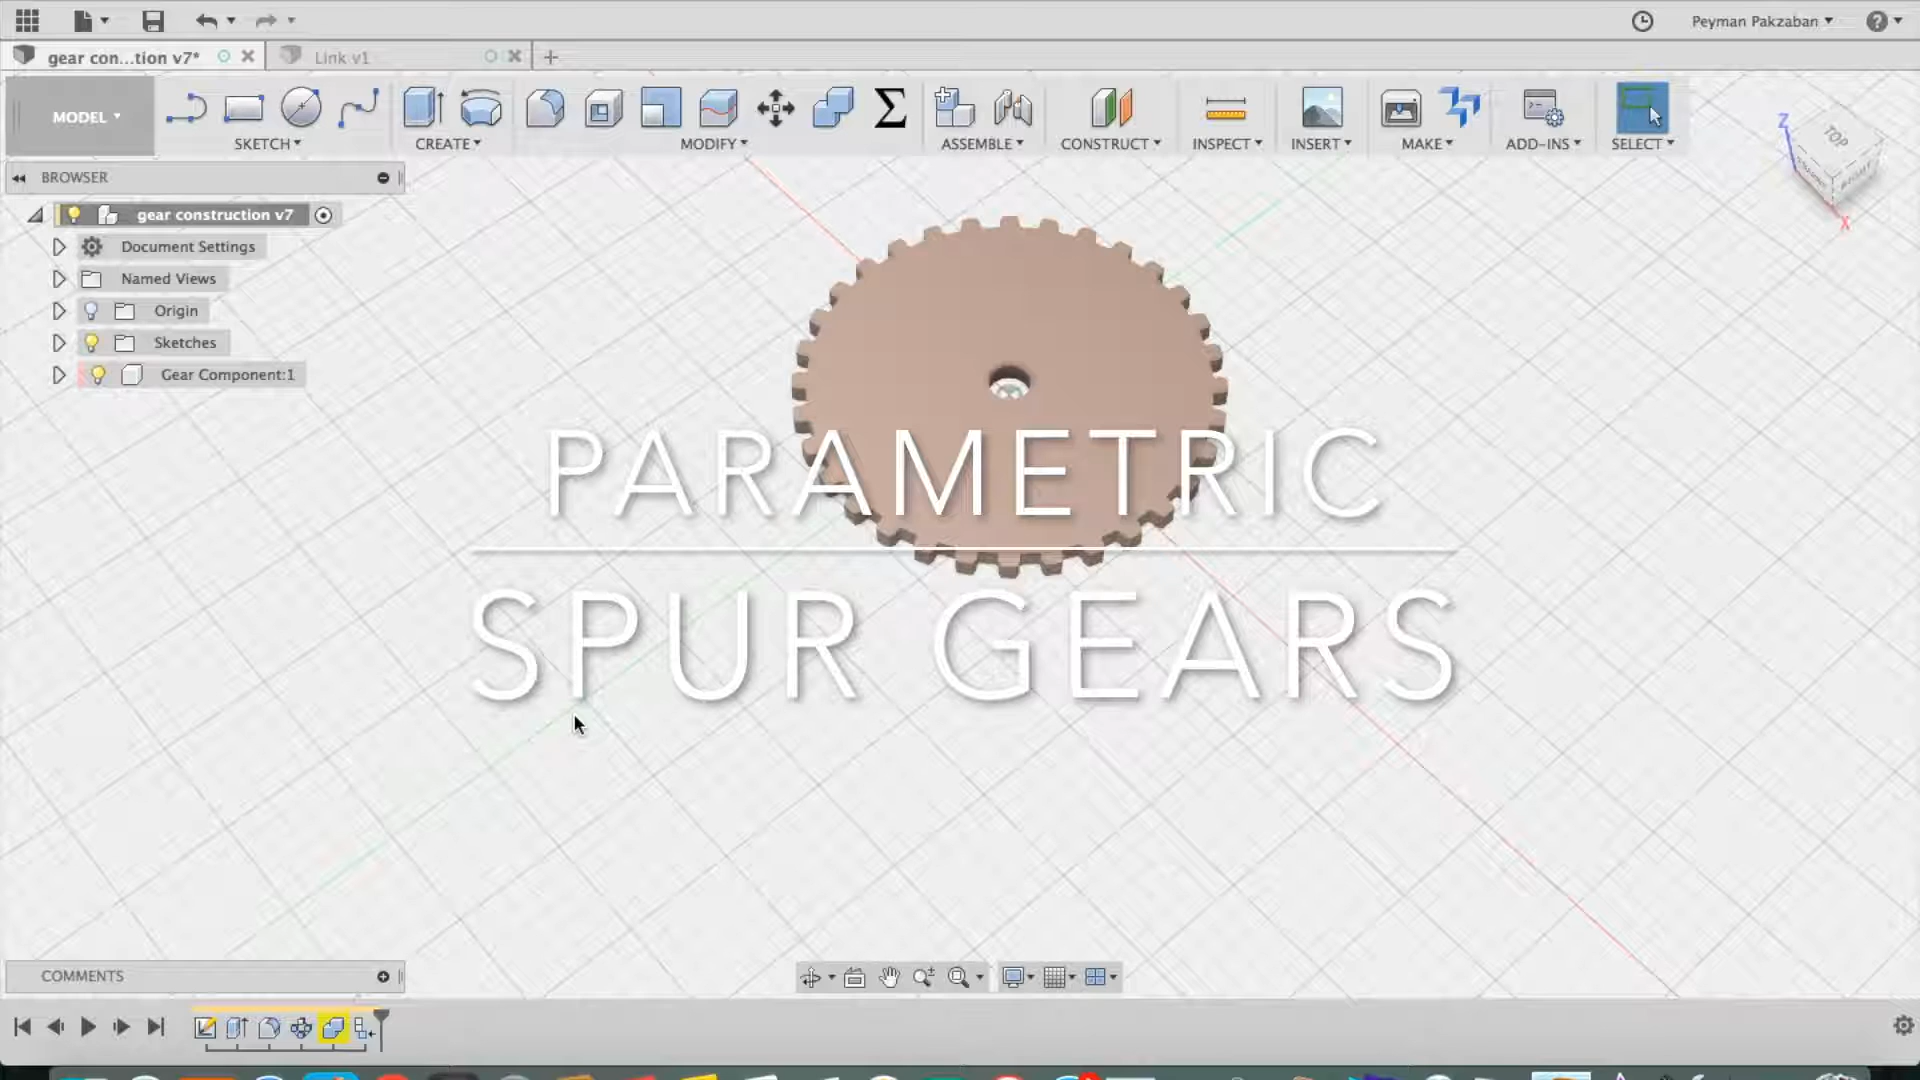 Peyman Pakzaban
gear con...tion v7*
Link v1
MODEL
SKETCH
CREATE
MODIFY
ASSEMBLE
CONSTRUCT
INSPECT
INSERT
MAKE
ADD-INS
SELECT
Z
TOP
RIGHT
X
BROWSER
gear construction v7
Document Settings
Named Views
Origin
Sketches
Gear Component:1
PARAMETRIC
SPUR GEARS
COMMENTS